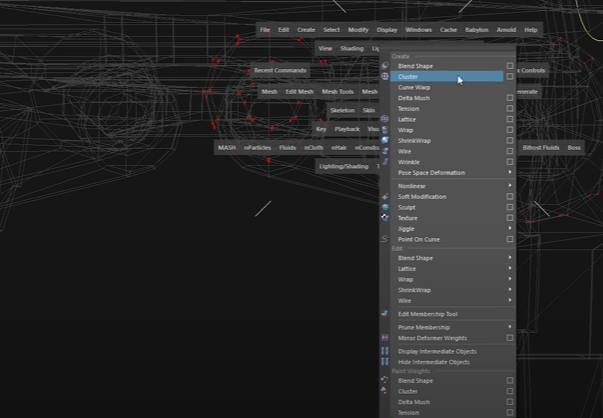 File Edit Create Select Modify Display Windows Cache Babylon Arnold Help
View Shading
Recent Commands
Controls
Mesh Edit Mesh Mesh Tools Mesh
Skeleton Skin
Key Playback
MASH nParticles Fluids nCloth nHair Bifrost Fluids Boss
Lighting/Shading
Create
Blend Shape
Cluster
Curve Warp
Delta Mush
Tension
Lattice
Wrap
ShrinkWrap
Wire
Wrinkle
Pose Space Deformation
Nonlinear
Soft Modification
Sculpt
Texture
Jiggle
Point On Curve
Edit
Blend Shape
Lattice
Wrap
ShrinkWrap
Wire
Edit Membership Tool
Prune Membership
Mirror Deformer Weights
Display Intermediate Objects
Hide Intermediate Objects
Paint Weights
Blend Shape
Cluster
Delta Mush
Tension